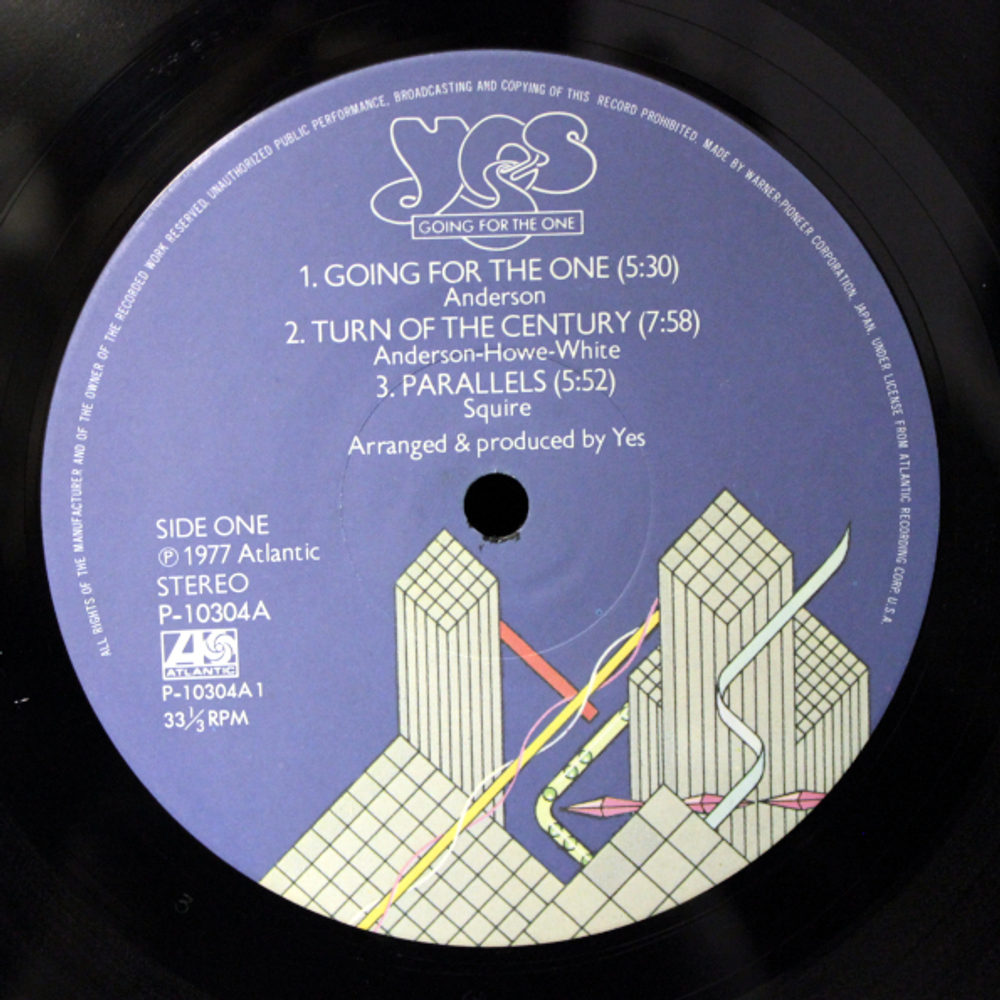 ALL RIGHTS OF THE MANUFACTURER AND OF THE OWNER OF THE RECORDED WORK RESERVED. UNAUTHORIZED PUBLIC PERFORMANCE, BROADCASTING AND COPYING OF THIS RECORD PROHIBITED. MADE BY WARNER-PIONEER CORPORATION, JAPAN, UNDER LICENSE FROM ATLANTIC RECORDING CORP. U.S.A.
yes
GOING FOR THE ONE
1. GOING FOR THE ONE (5:30)
Anderson
2. TURN OF THE CENTURY (7:58)
Anderson-Howe-White
3. PARALLELS (5:52)
Squire
Arranged & produced by Yes
SIDE ONE
Ⓟ 1977 Atlantic
STEREO
P-10304A
ATLANTIC
P-10304A1
33⅓ RPM
3